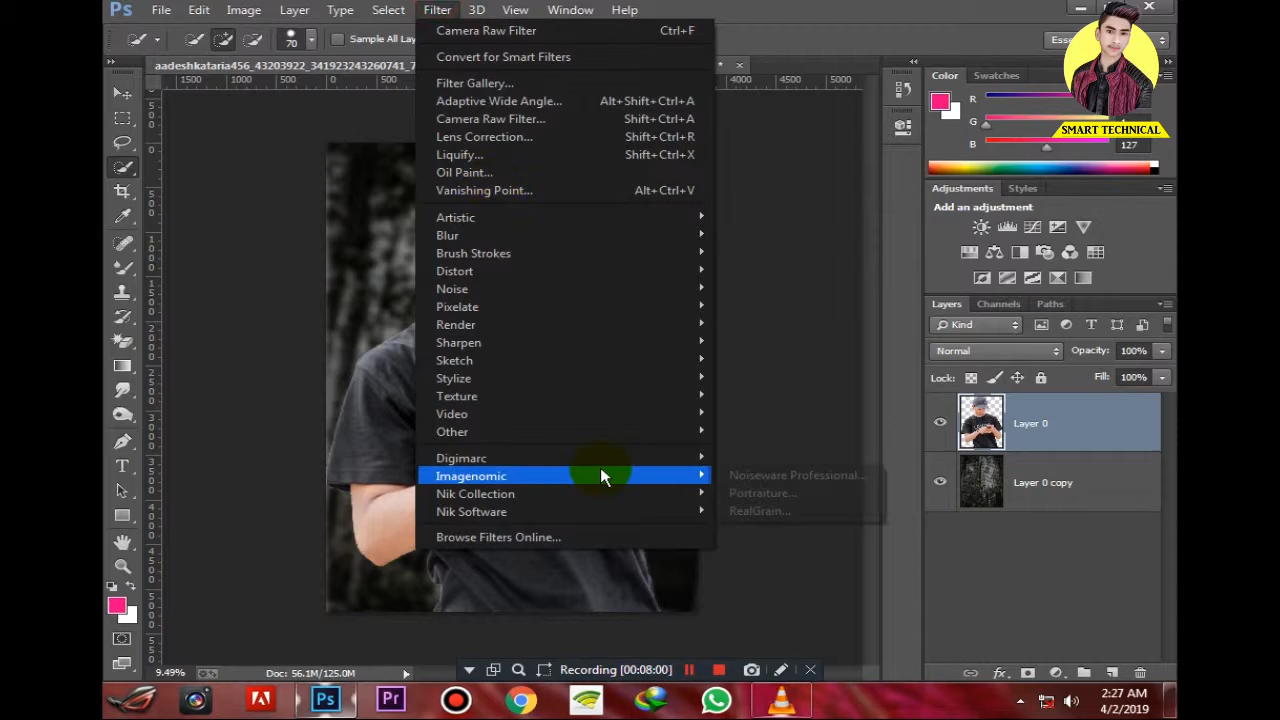 Ps File Edit Image Layer Type Select Filter 3D View Window Help
70 Sample All Lay
Camera Raw Filter Ctrl+F
Convert for Smart Filters
Filter Gallery...
Adaptive Wide Angle... Alt+Shift+Ctrl+A
Camera Raw Filter... Shift+Ctrl+A
Lens Correction... Shift+Ctrl+R
Liquify... Shift+Ctrl+X
Oil Paint...
Vanishing Point... Alt+Ctrl+V
Artistic
Blur
Brush Strokes
Distort
Noise
Pixelate
Render
Sharpen
Sketch
Stylize
Texture
Video
Other
Digimarc
Imagenomic
Nik Collection
Nik Software
Browse Filters Online...
Noiseware Professional...
Portraiture...
RealGrain...
aadeshkataria456_43203922_341923243260741_7
1500 1000 500 0 500 4000 4500 5000
SMART TECHNICAL
Color Swatches
R
G
B 127
Adjustments Styles
Add an adjustment
Layers Channels Paths
Kind
Normal Opacity: 100%
Lock: Fill: 100%
Layer 0
Layer 0 copy
9.49% Doc: 56.1M/125.0M
Recording [00:08:00]
Ps Pr
2:27 AM
4/2/2019